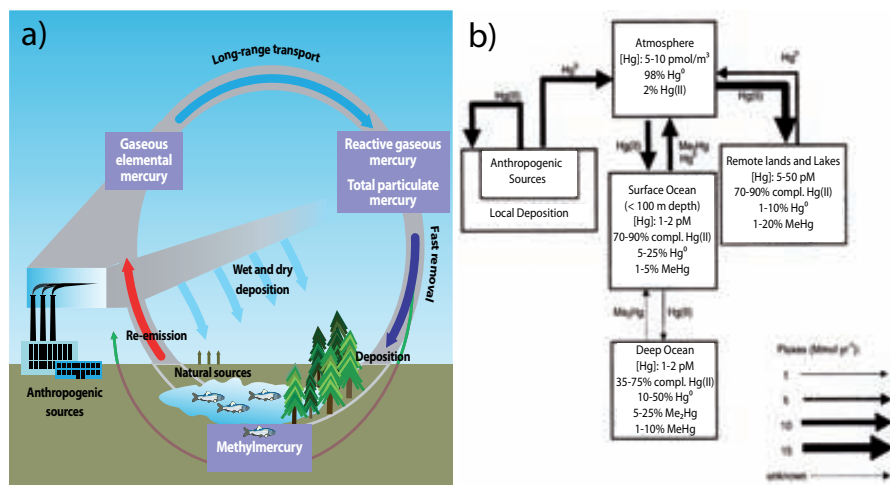 a)
Long-range transport
Gaseous
elemental
mercury
Reactive gaseous
mercury
Total particulate
mercury
Fast removal
Wet and dry
deposition
Re-emission
Deposition
Natural sources
Anthropogenic
sources
Methylmercury
b)
Atmosphere
[Hg]: 5-10 pmol/m³
98% Hg⁰
2% Hg(II)
Hg(II)
Hg⁰
Hg⁰
Hg(II)
Anthropogenic
Sources
Local Deposition
Hg(II)
Me₂Hg
Hg⁰
Remote lands and Lakes
[Hg]: 5-50 pM
70-90% compl. Hg(II)
1-10% Hg⁰
1-20% MeHg
Surface Ocean
(< 100 m depth)
[Hg]: 1-2 pM
70-90% compl. Hg(II)
5-25% Hg⁰
1-5% MeHg
Me₂Hg
Hg(II)
Deep Ocean
[Hg]: 1-2 pM
35-75% compl. Hg(II)
10-50% Hg⁰
5-25% Me₂Hg
1-10% MeHg
Fluxes (Mmol yr⁻¹):
1
5
10
15
unknown